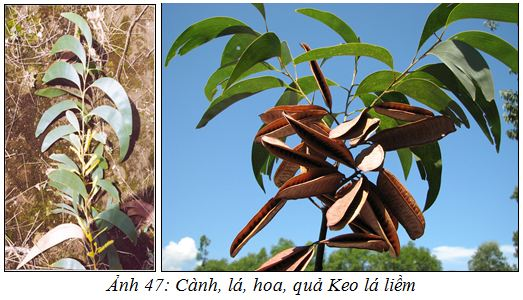 Ảnh 47: Cành, lá, hoa, quả Keo lá liềm